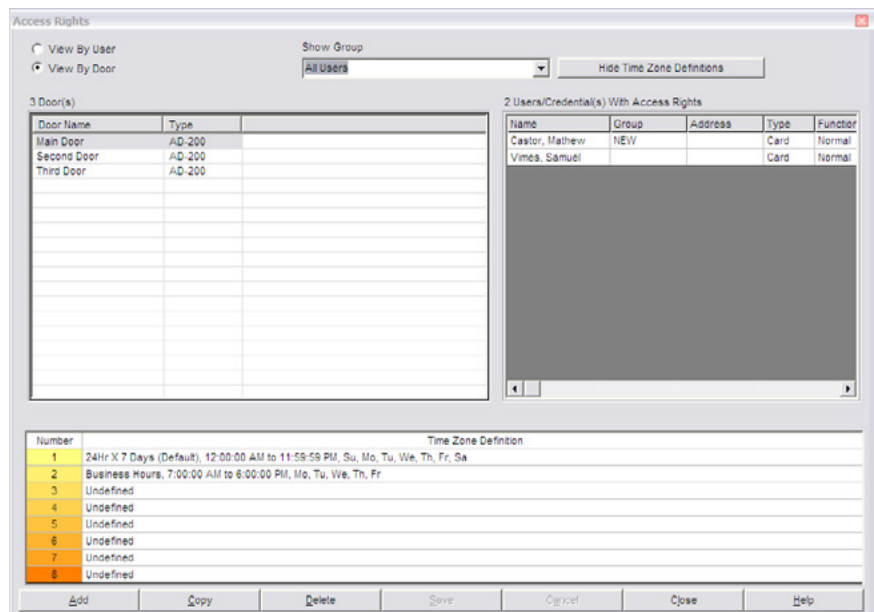 Access Rights
View By User
View By Door
Show Group
All Users
Hide Time Zone Definitions
3 Door(s)
Door Name Type
Main Door AD-200
Second Door AD-200
Third Door AD-200
2 Users/Credential(s) With Access Rights
Name Group Address Type Function
Castor, Mathew NEW Card Normal
Vimes, Samuel Card Normal
Number Time Zone Definition
1 24Hr X 7 Days (Default), 12:00:00 AM to 11:59:59 PM, Su, Mo, Tu, We, Th, Fr, Sa
2 Business Hours, 7:00:00 AM to 6:00:00 PM, Mo, Tu, We, Th, Fr
3 Undefined
4 Undefined
5 Undefined
6 Undefined
7 Undefined
8 Undefined
Add Copy Delete Save Cancel Close Help